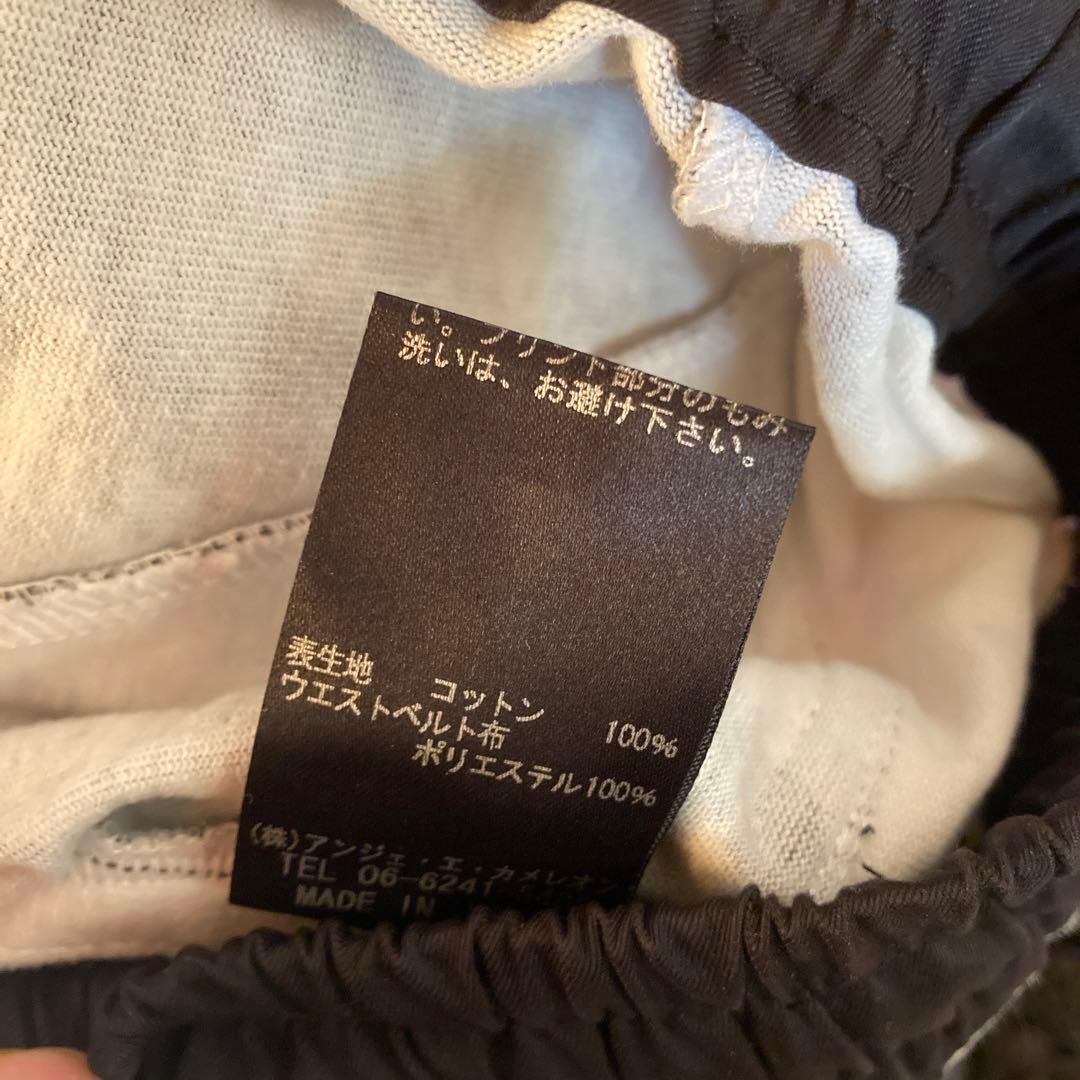 い。プリント部分のもみ
洗いは、お避け下さい。
表生地 コットン 100%
ウエストベルト布
ポリエステル100%
(株)アンジェ・エ・カメレオン
TEL 06-6241
MADE IN